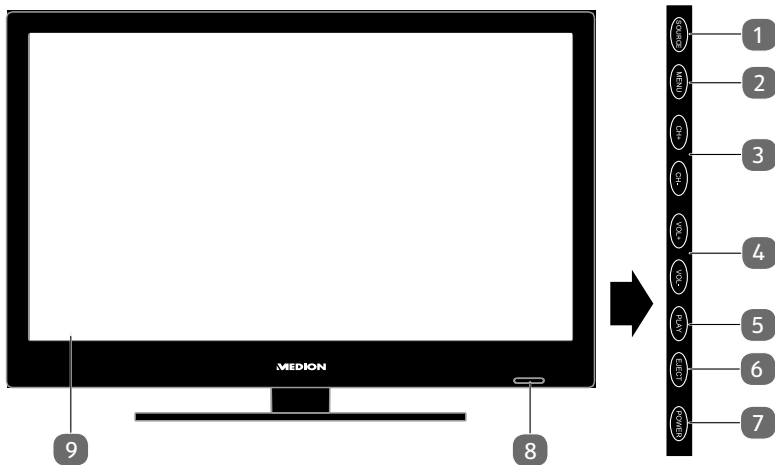 MEDION
9
8
SOURCE
1
MENU
2
CH+
3
CH-
VOL+
4
VOL-
PLAY
5
EJECT
6
POWER
7